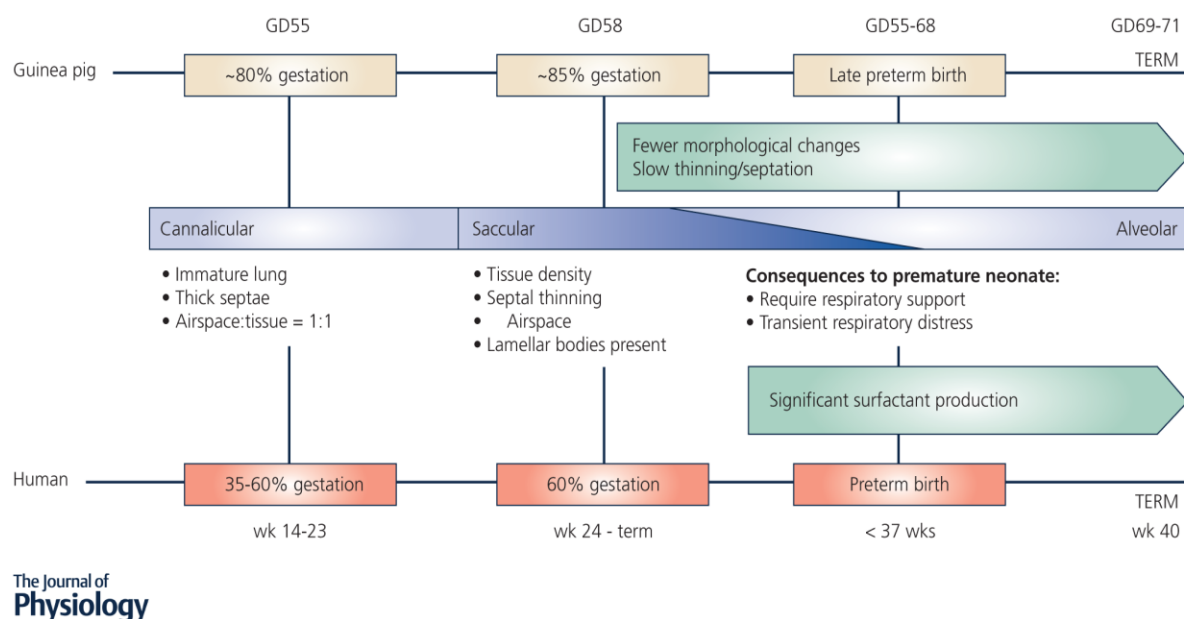 GD55 GD58 GD55-68 GD69-71
Guinea pig ~80% gestation ~85% gestation Late preterm birth TERM
Fewer morphological changes
Slow thinning/septation
Cannalicular Saccular Alveolar
• Immature lung
• Thick septae
• Airspace:tissue = 1:1
• Tissue density
• Septal thinning
• Airspace
• Lamellar bodies present
Consequences to premature neonate:
• Require respiratory support
• Transient respiratory distress
Significant surfactant production
Human 35-60% gestation 60% gestation Preterm birth TERM
wk 14-23 wk 24 - term < 37 wks wk 40
The Journal of
Physiology